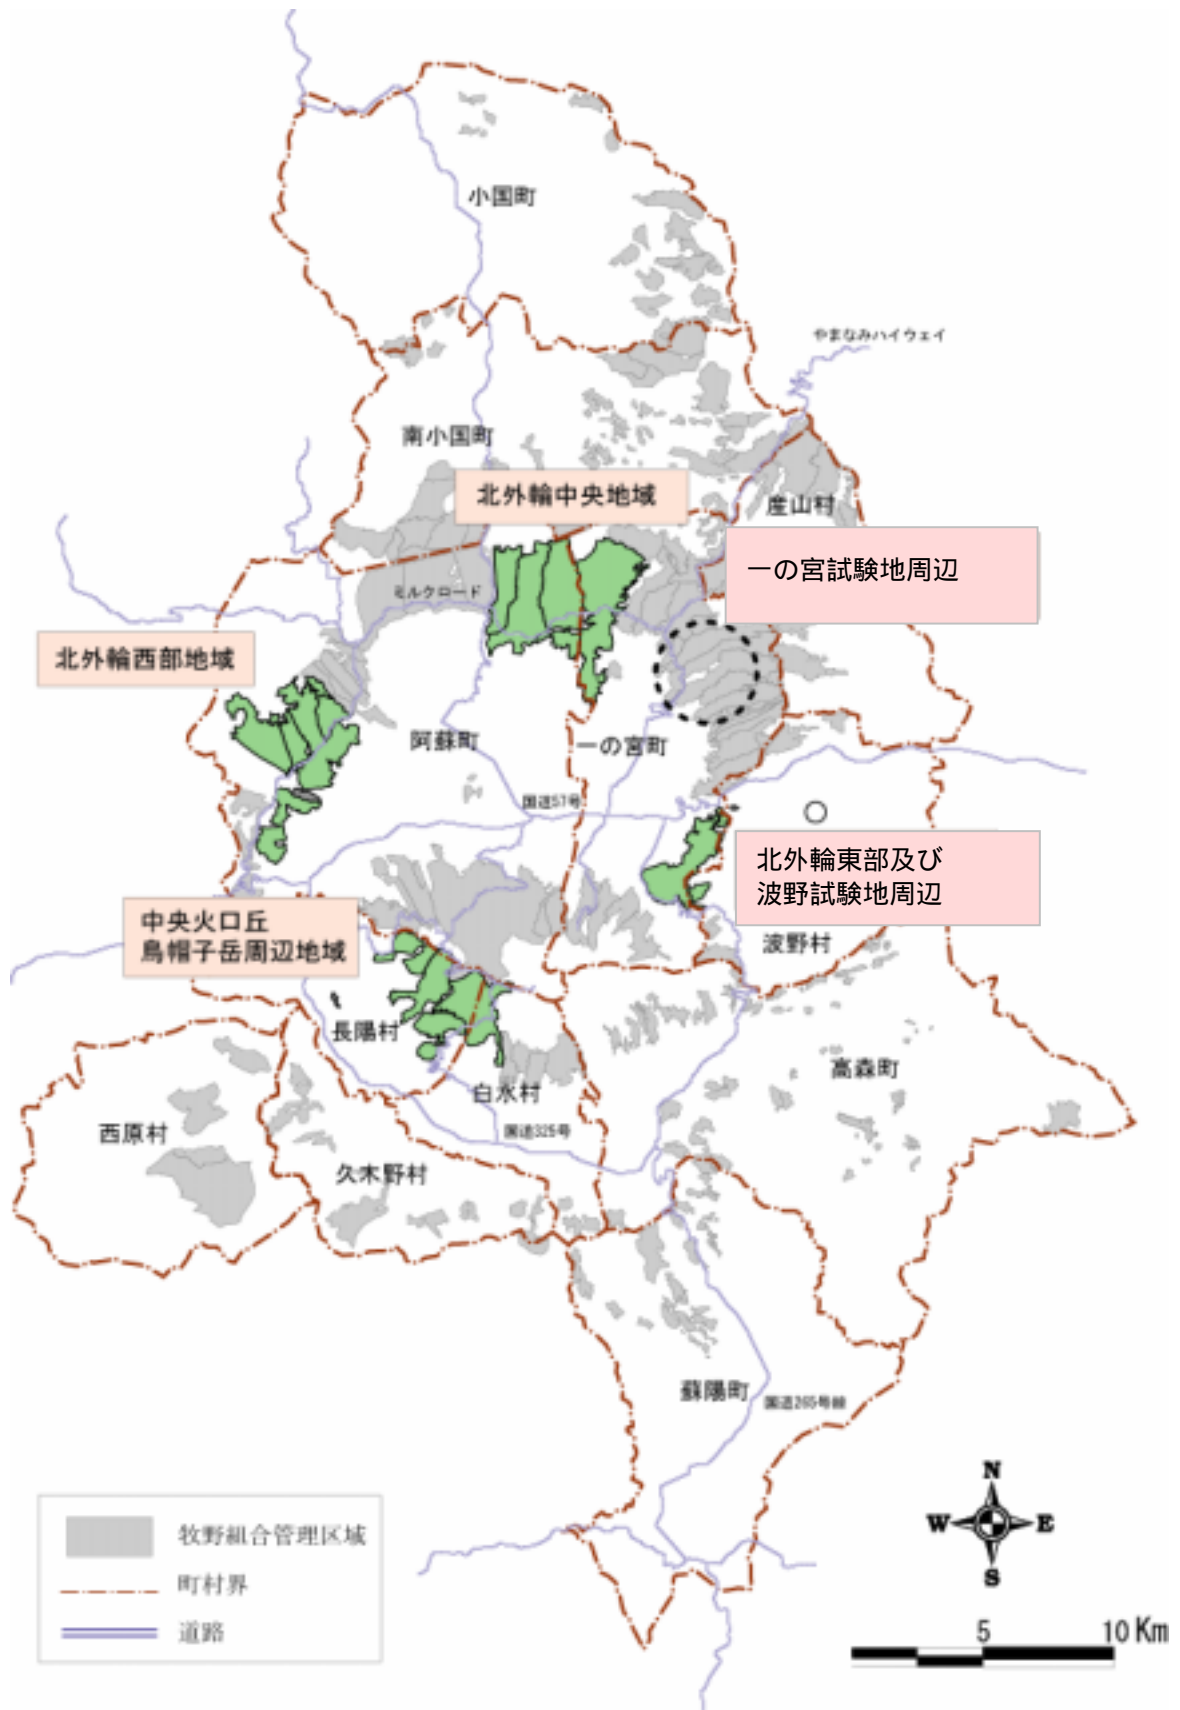 小国町
やまなみハイウェイ
南小国町
北外輪中央地域
産山村
一の宮試験地周辺
ミルクロード
北外輪西部地域
阿蘇町
一の宮町
国道57号
北外輪東部及び
波野試験地周辺
中央火口丘
烏帽子岳周辺地域
波野村
長陽村
高森町
白水村
西原村
国道325号
久木野村
蘇陽町
国道265号線
N
W
E
S
牧野組合管理区域
町村界
道路
5
10 Km